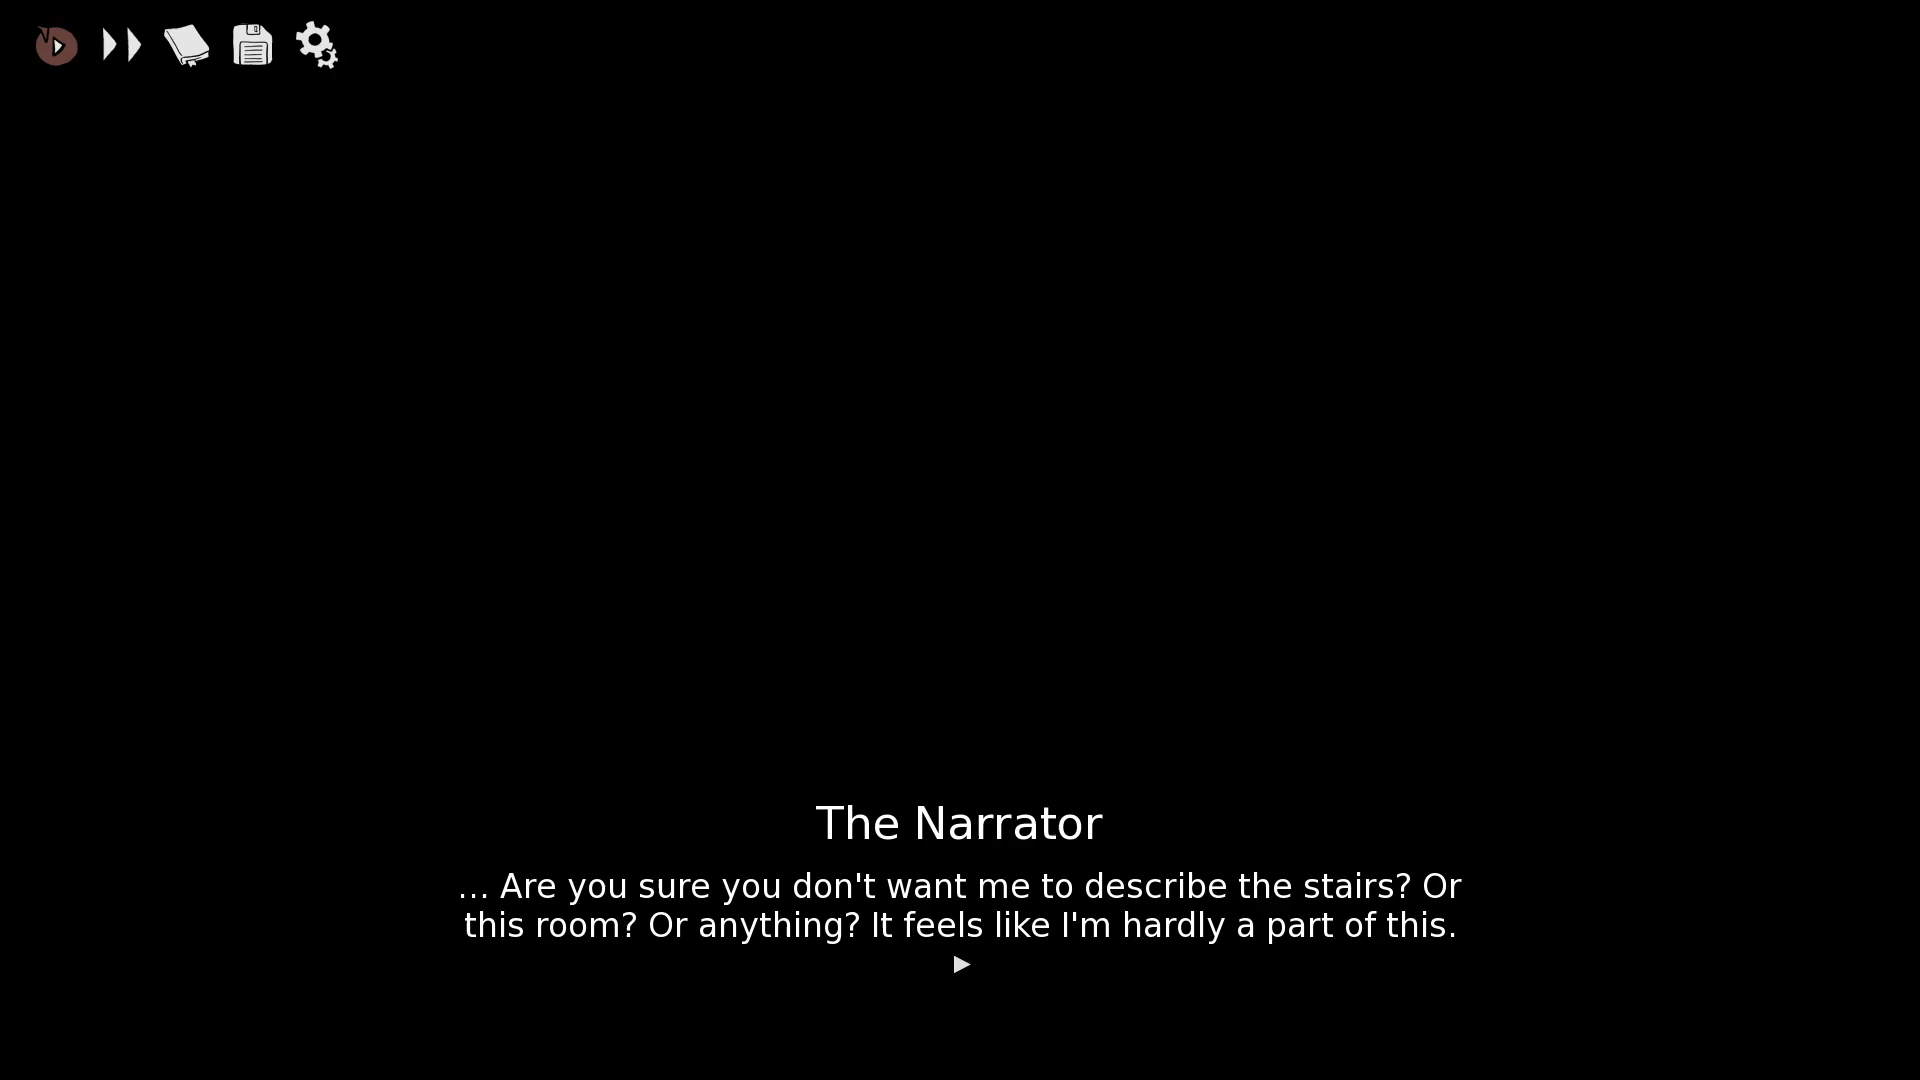 The Narrator
... Are you sure you don't want me to describe the stairs? Or
this room? Or anything? It feels like I'm hardly a part of this.